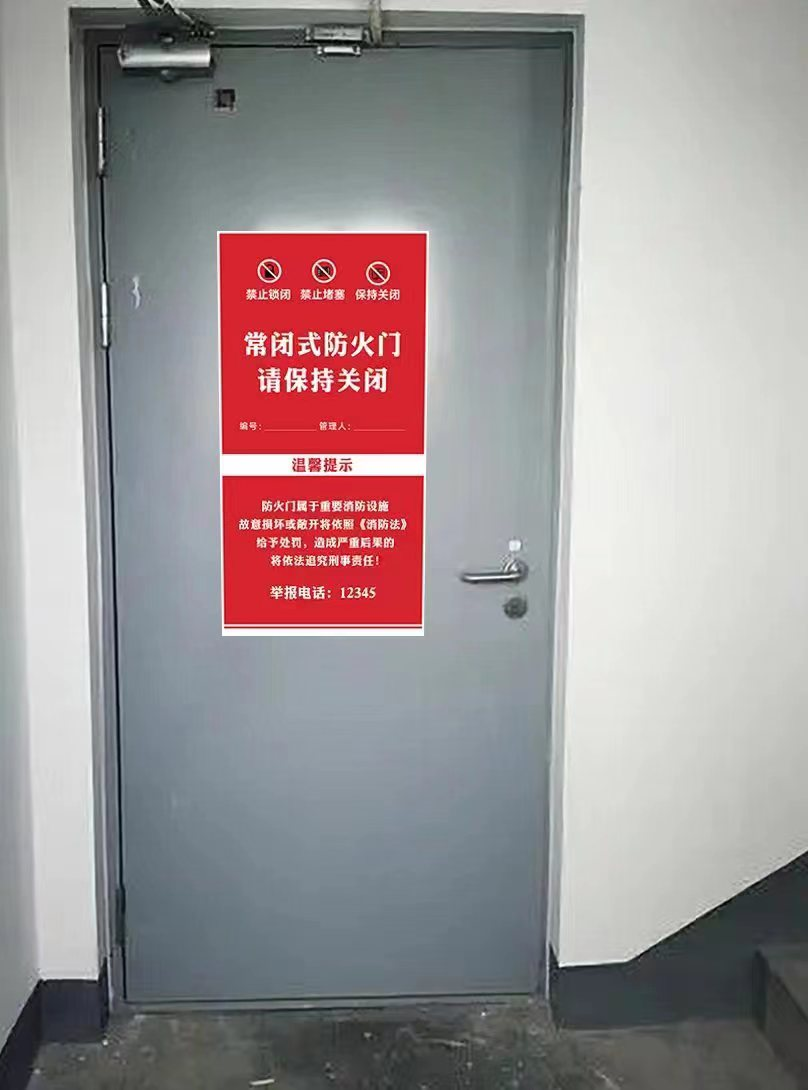 禁止锁闭 禁止堵塞 保持关闭
常闭式防火门
请保持关闭
编号：__________ 管理人：__________
温馨提示
防火门属于重要消防设施
故意损坏或敞开将依照《消防法》
给予处罚，造成严重后果的
将依法追究刑事责任！
举报电话：12345